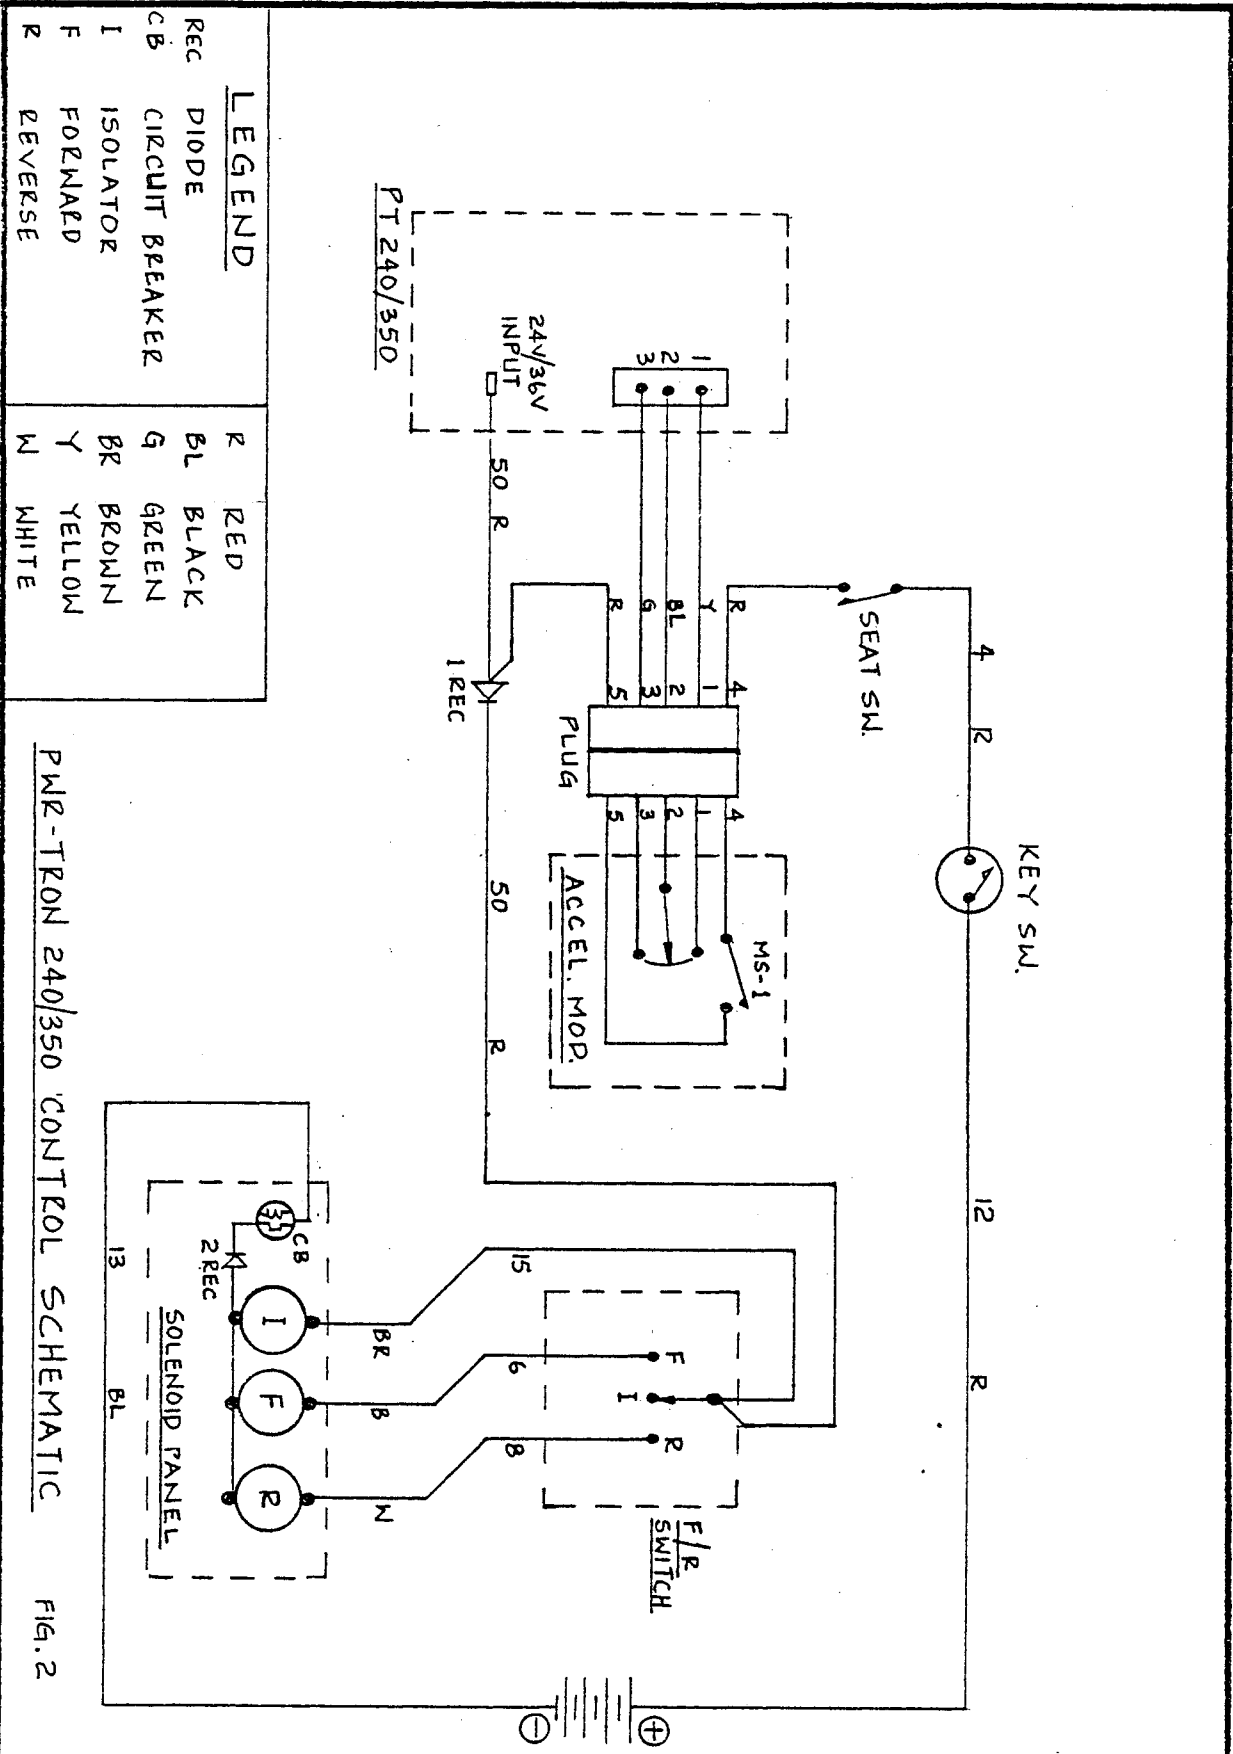 KEY SW.
4
R
12
R
SEAT SW.
PT 240/350
1
2
3
24V/36V
INPUT
50
R
R
Y
BL
G
R
4
1
2
3
5
PLUG
4
1
2
3
5
MS-1
ACCEL. MOD.
1 REC
50
R
F/R
SWITCH
F
I
R
15
6
8
BR
B
W
CB
2 REC
I
F
R
SOLENOID PANEL
13
BL
+
−
LEGEND
REC DIODE
CB CIRCUIT BREAKER
I ISOLATOR
F FORWARD
R REVERSE
R RED
BL BLACK
G GREEN
BR BROWN
Y YELLOW
W WHITE
PWR-TRON 240/350 CONTROL SCHEMATIC
FIG. 2